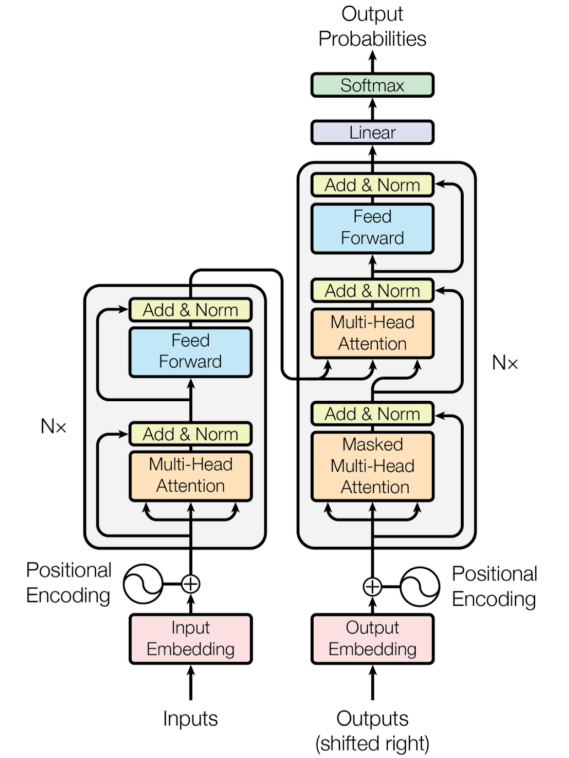 Output
Probabilities
Softmax
Linear
Add & Norm
Feed
Forward
Add & Norm
Multi-Head
Attention
Add & Norm
Masked
Multi-Head
Attention
Nx
Add & Norm
Feed
Forward
Add & Norm
Multi-Head
Attention
Nx
Positional
Encoding
Positional
Encoding
Input
Embedding
Output
Embedding
Inputs
Outputs
(shifted right)